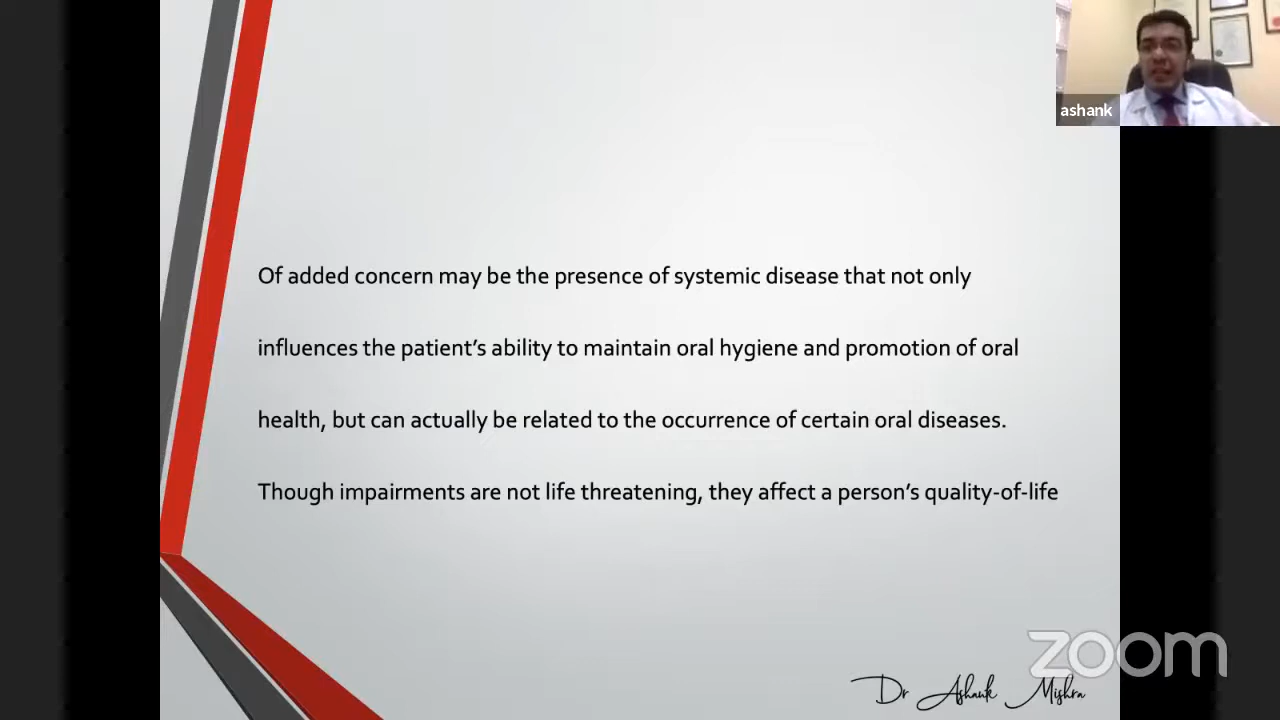 ashank
Of added concern may be the presence of systemic disease that not only
influences the patient's ability to maintain oral hygiene and promotion of oral
health, but can actually be related to the occurrence of certain oral diseases.
Though impairments are not life threatening, they affect a person's quality-of-life
zoom
Dr Ashank Mishra